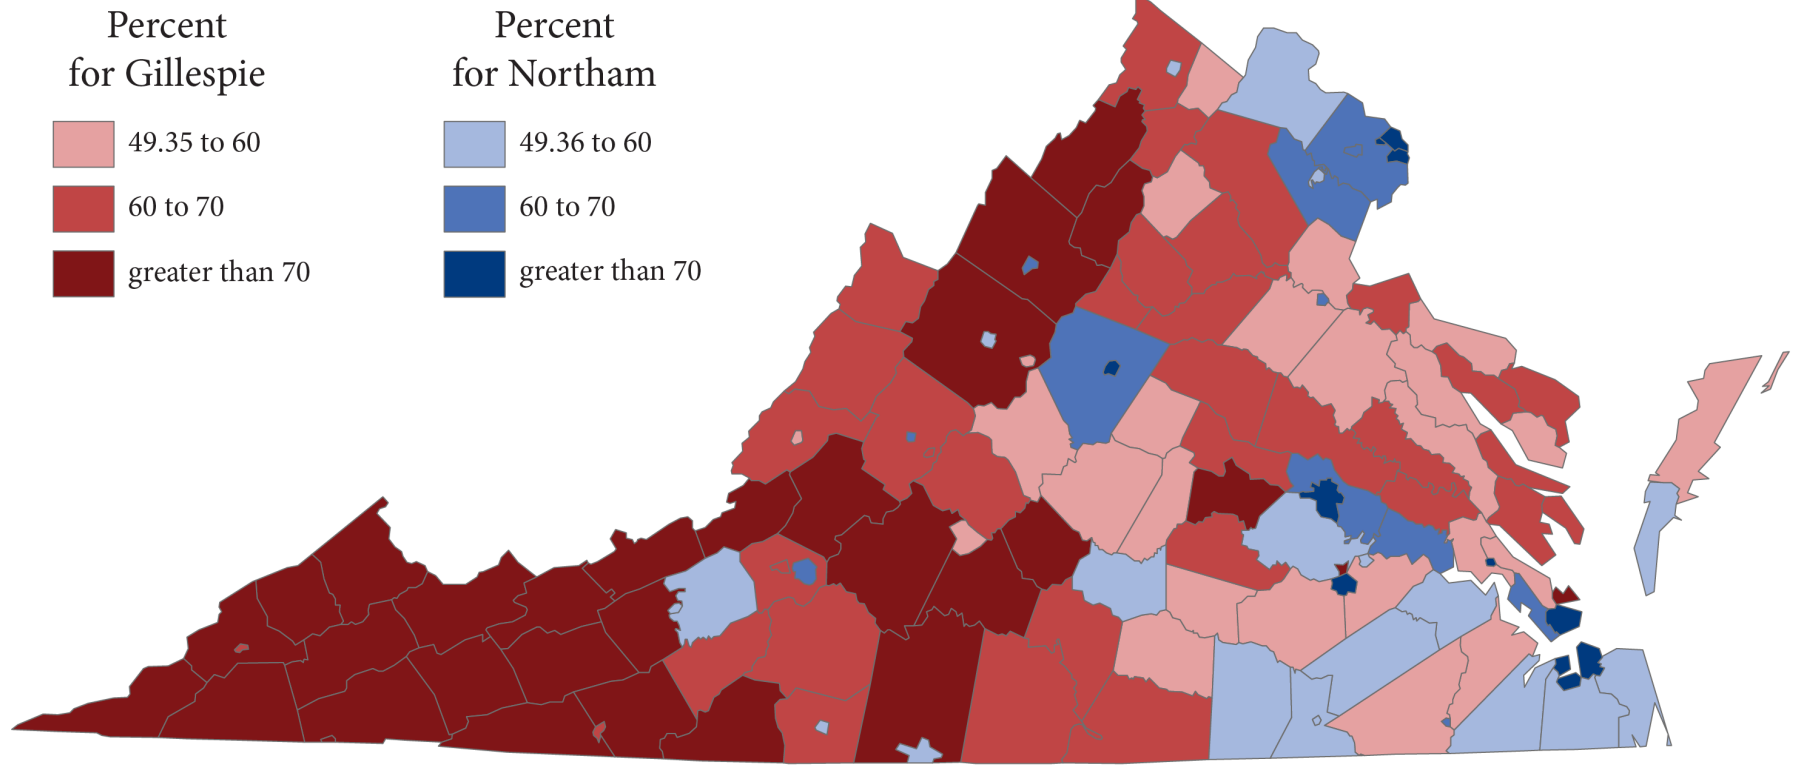 Percent
for Gillespie
49.35 to 60
60 to 70
greater than 70
Percent
for Northam
49.36 to 60
60 to 70
greater than 70